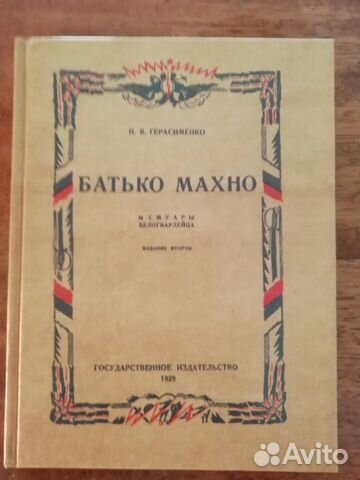 Н. В. ГЕРАСИМЕНКО
БАТЬКО МАХНО
МЕМУАРЫ
БЕЛОГВАРДЕЙЦА
ИЗДАНИЕ ВТОРОЕ
ГОСУДАРСТВЕННОЕ ИЗДАТЕЛЬСТВО
1928
Avito